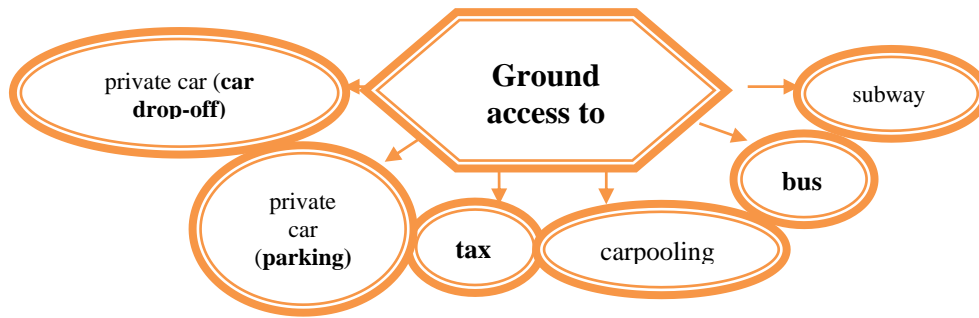 Ground
access to
private car (car
drop-off)
subway
bus
private
car
(parking)
tax
carpooling